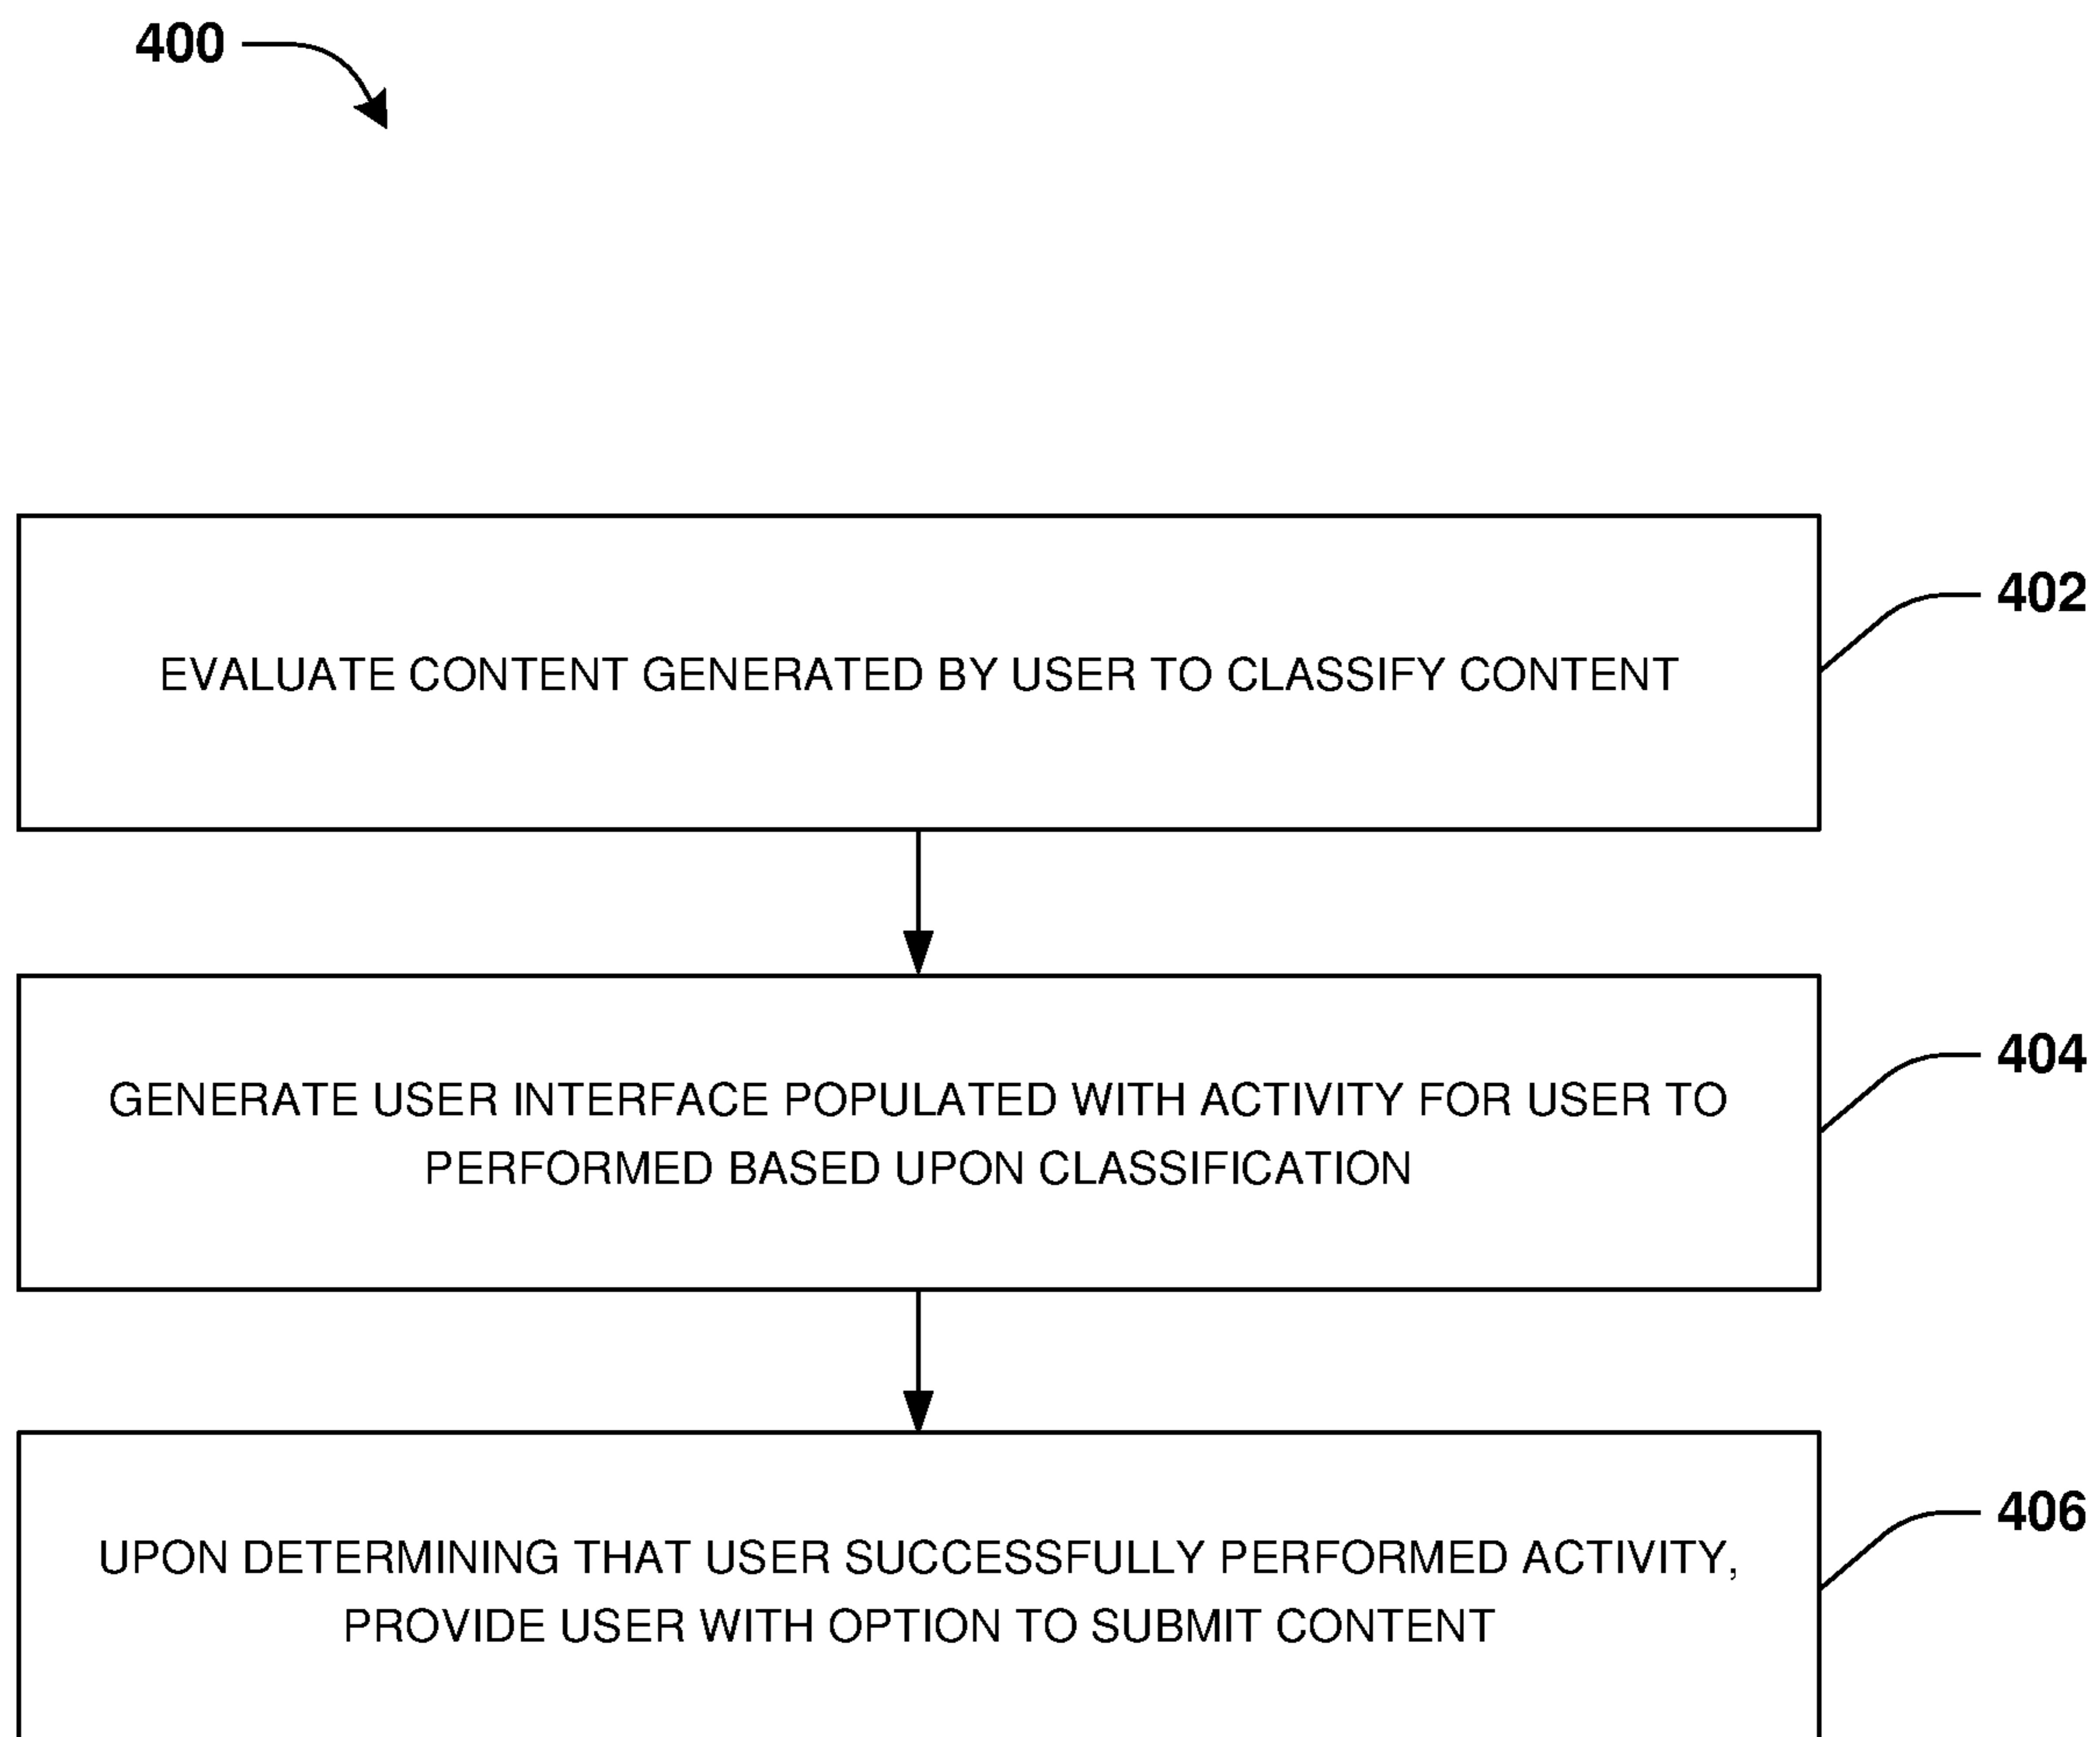 400
402
EVALUATE CONTENT GENERATED BY USER TO CLASSIFY CONTENT
404
GENERATE USER INTERFACE POPULATED WITH ACTIVITY FOR USER TO
PERFORMED BASED UPON CLASSIFICATION
406
UPON DETERMINING THAT USER SUCCESSFULLY PERFORMED ACTIVITY,
PROVIDE USER WITH OPTION TO SUBMIT CONTENT